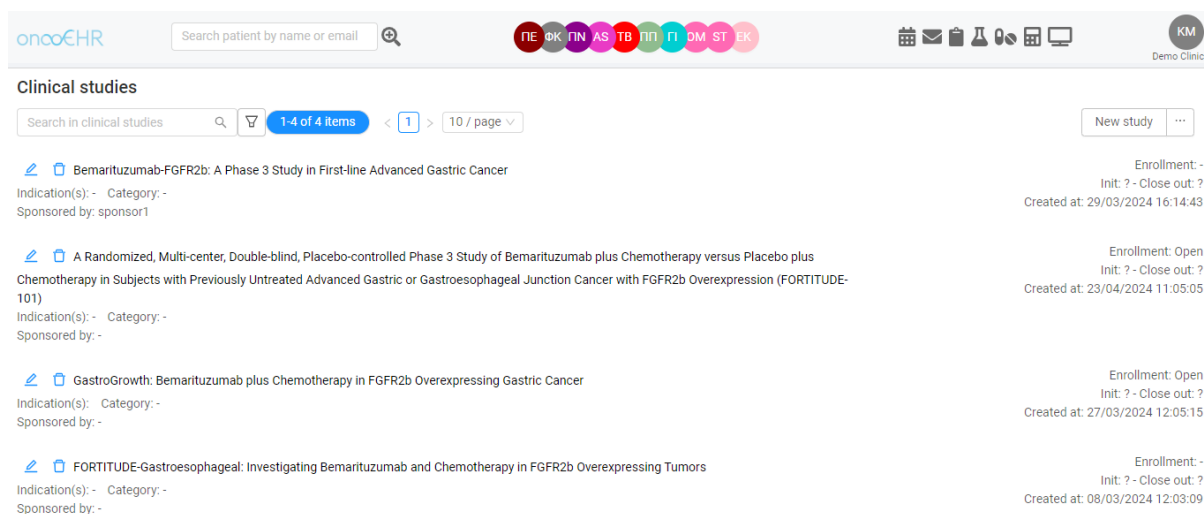 oncoEHR
Search patient by name or email
ΠΕ ΦΚ ΠΝ AS ΤΒ ΠΠ ΓΙ ΘΜ ST ΕΚ
KM
Demo Clinic
Clinical studies
Search in clinical studies
1-4 of 4 items
< 1 >
10 / page
New study
...
Bemarituzumab-FGFR2b: A Phase 3 Study in First-line Advanced Gastric Cancer
Indication(s): - Category: -
Sponsored by: sponsor1
Enrollment: -
Init: ? - Close out: ?
Created at: 29/03/2024 16:14:43
A Randomized, Multi-center, Double-blind, Placebo-controlled Phase 3 Study of Bemarituzumab plus Chemotherapy versus Placebo plus
Chemotherapy in Subjects with Previously Untreated Advanced Gastric or Gastroesophageal Junction Cancer with FGFR2b Overexpression (FORTITUDE-
101)
Indication(s): - Category: -
Sponsored by: -
Enrollment: Open
Init: ? - Close out: ?
Created at: 23/04/2024 11:05:05
GastroGrowth: Bemarituzumab plus Chemotherapy in FGFR2b Overexpressing Gastric Cancer
Indication(s): Category: -
Sponsored by: -
Enrollment: Open
Init: ? - Close out: ?
Created at: 27/03/2024 12:05:15
FORTITUDE-Gastroesophageal: Investigating Bemarituzumab and Chemotherapy in FGFR2b Overexpressing Tumors
Indication(s): - Category: -
Sponsored by: -
Enrollment: -
Init: ? - Close out: ?
Created at: 08/03/2024 12:03:09